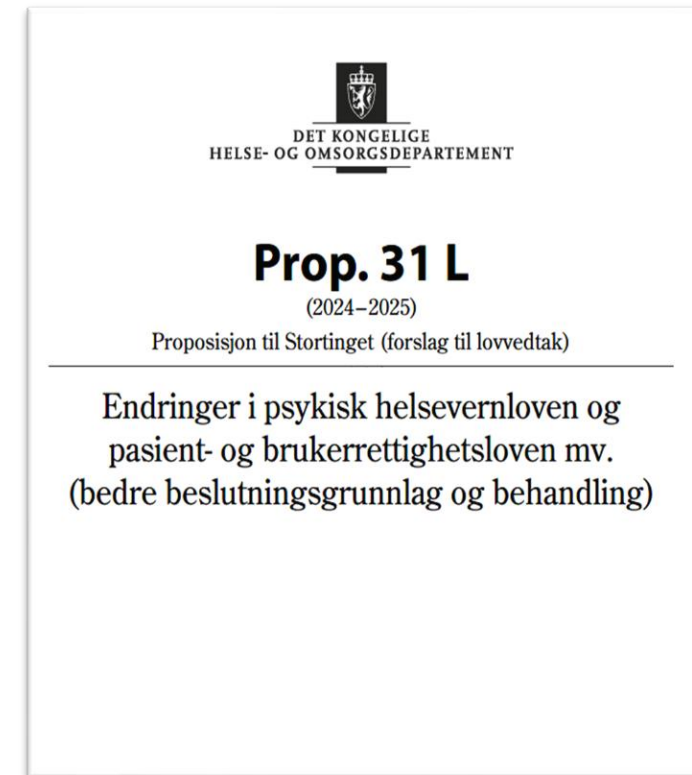 DET KONGELIGE
HELSE- OG OMSORGSDEPARTEMENT
Prop. 31 L
(2024–2025)
Proposisjon til Stortinget (forslag til lovvedtak)
Endringer i psykisk helsevernloven og
pasient- og brukerrettighetsloven mv.
(bedre beslutningsgrunnlag og behandling)